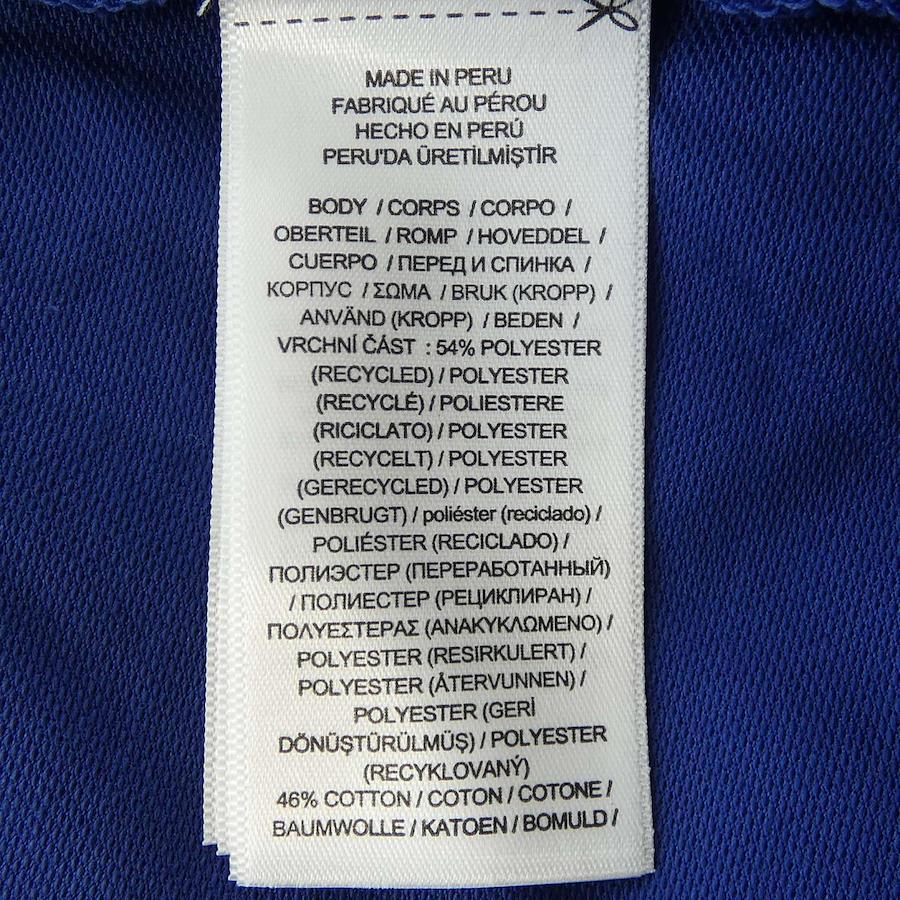 MADE IN PERU
FABRIQUÉ AU PÉROU
HECHO EN PERÚ
PERU'DA ÜRETİLMİŞTİR
BODY / CORPS / CORPO /
OBERTEIL / ROMP / HOVEDDEL /
CUERPO / ПЕРЕД И СПИНКА /
КОРПУС / ΣΩΜΑ / BRUK (KROPP) /
ANVÄND (KROPP) / BEDEN /
VRCHNÍ ČÁST : 54% POLYESTER
(RECYCLED) / POLYESTER
(RECYCLÉ) / POLIESTERE
(RICICLATO) / POLYESTER
(RECYCELT) / POLYESTER
(GERECYCLED) / POLYESTER
(GENBRUGT) / poliéster (reciclado) /
POLIÉSTER (RECICLADO) /
ПОЛИЭСТЕР (ПЕРЕРАБОТАННЫЙ)
/ ПОЛИЕСТЕР (РЕЦИКЛИРАН) /
ΠΟΛΥΕΣΤΕΡΑΣ (ΑΝΑΚΥΚΛΩΜΕΝΟ) /
POLYESTER (RESIRKULERT) /
POLYESTER (ÅTERVUNNEN) /
POLYESTER (GERİ
DÖNÜŞTÜRÜLMÜŞ) / POLYESTER
(RECYKLOVANÝ)
46% COTTON / COTON / COTONE /
BAUMWOLLE / KATOEN / BOMULD /